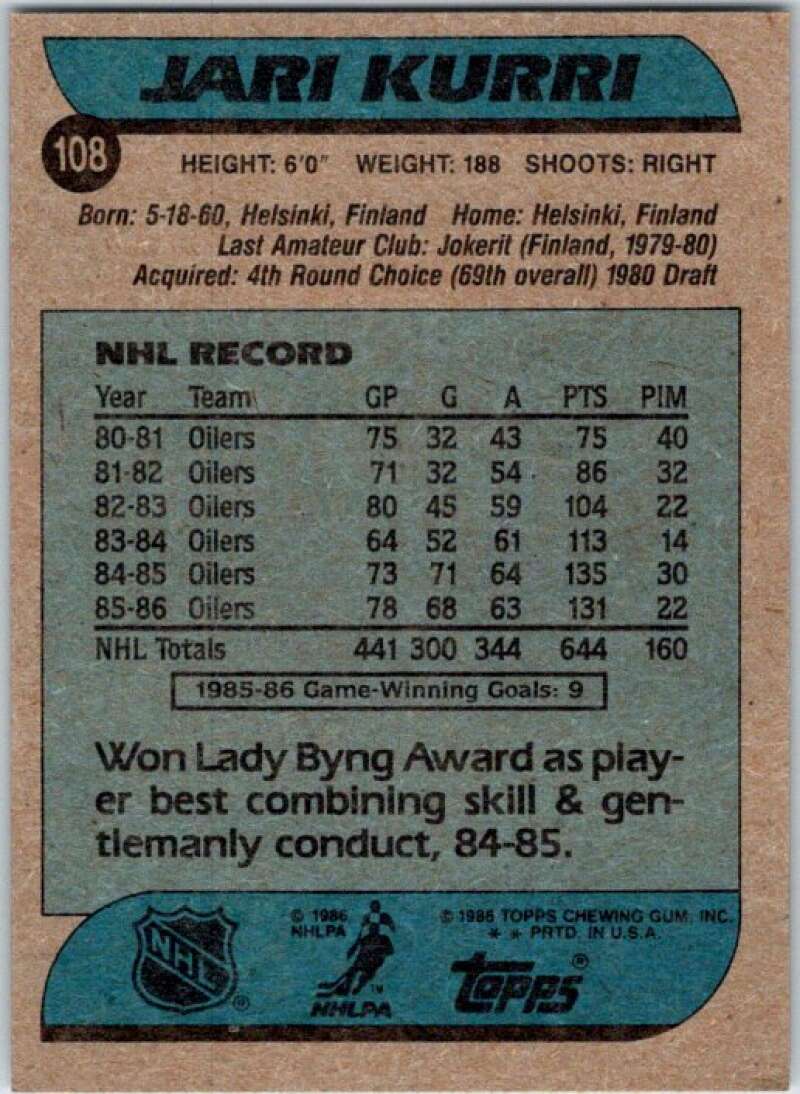 JARI KURRI
108
HEIGHT: 6'0" WEIGHT: 188 SHOOTS: RIGHT
Born: 5-18-60, Helsinki, Finland Home: Helsinki, Finland
Last Amateur Club: Jokerit (Finland, 1979-80)
Acquired: 4th Round Choice (69th overall) 1980 Draft
NHL RECORD
Year Team GP G A PTS PIM
80-81 Oilers 75 32 43 75 40
81-82 Oilers 71 32 54 86 32
82-83 Oilers 80 45 59 104 22
83-84 Oilers 64 52 61 113 14
84-85 Oilers 73 71 64 135 30
85-86 Oilers 78 68 63 131 22
NHL Totals 441 300 344 644 160
1985-86 Game-Winning Goals: 9
Won Lady Byng Award as play-
er best combining skill & gen-
tlemanly conduct, 84-85.
NHL ®
© 1986
NHLPA
TM
NHLPA
© 1986 TOPPS CHEWING GUM, INC.
* * PRTD. IN U.S.A.
Topps®